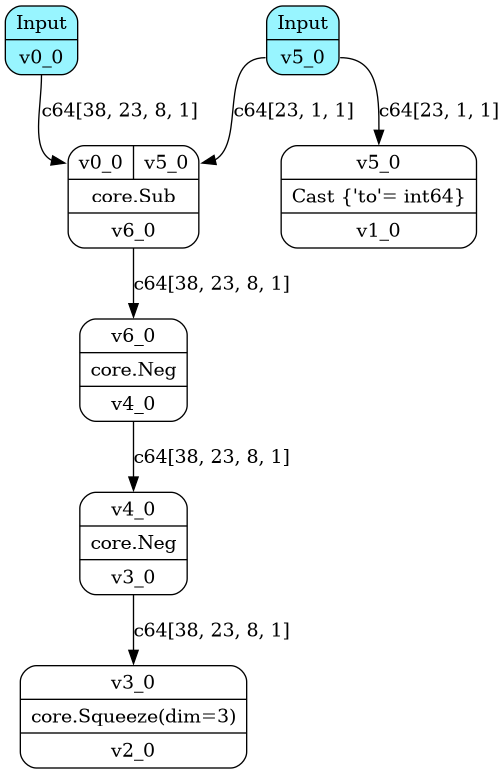 Input
v0_0
Input
v5_0
c64[38, 23, 8, 1]
c64[23, 1, 1]
c64[23, 1, 1]
v0_0 v5_0
core.Sub
v6_0
v5_0
Cast {'to'= int64}
v1_0
c64[38, 23, 8, 1]
v6_0
core.Neg
v4_0
c64[38, 23, 8, 1]
v4_0
core.Neg
v3_0
c64[38, 23, 8, 1]
v3_0
core.Squeeze(dim=3)
v2_0